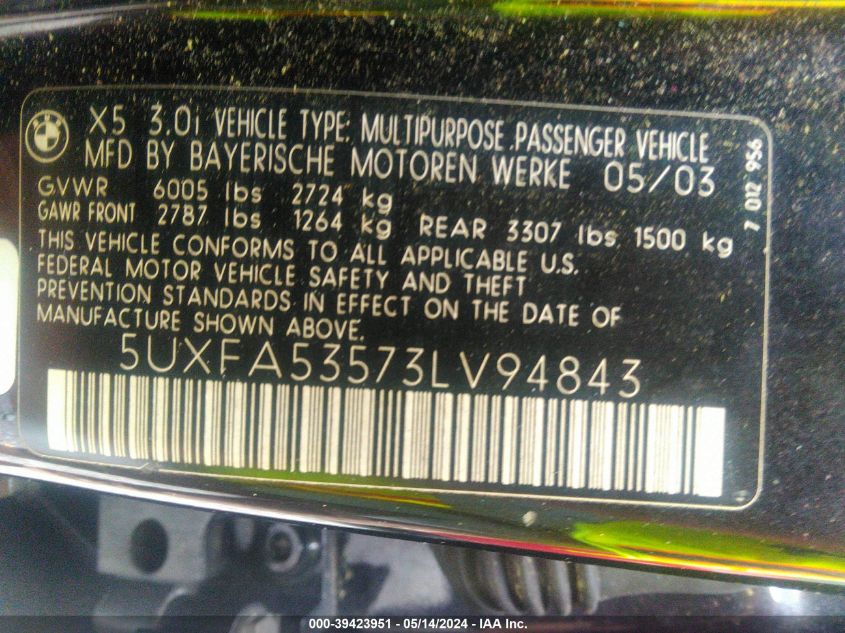 BMW
X5 3.0i VEHICLE TYPE: MULTIPURPOSE PASSENGER VEHICLE
MFD BY BAYERISCHE MOTOREN WERKE 05/03
GVWR 6005 lbs 2724 kg
GAWR FRONT 2787 lbs 1264 kg REAR 3307 lbs 1500 kg
THIS VEHICLE CONFORMS TO ALL APPLICABLE U.S.
FEDERAL MOTOR VEHICLE SAFETY AND THEFT
PREVENTION STANDARDS IN EFFECT ON THE DATE OF
MANUFACTURE SHOWN ABOVE.
5UXFA53573LV94843
7 012 956
000-39423951 - 05/14/2024 - IAA Inc.